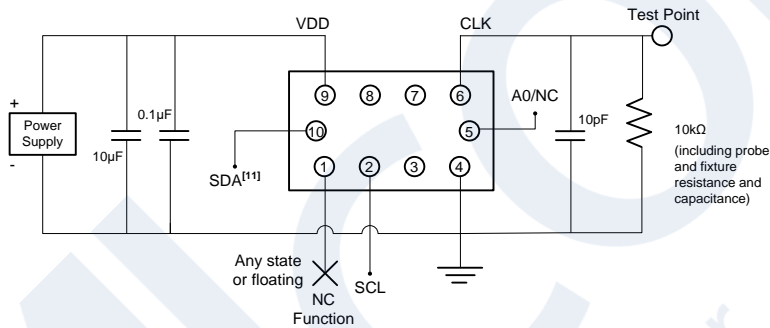 Test Point
VDD
CLK
+
Power
Supply
-
10µF
0.1µF
9
8
7
6
10
5
1
2
3
4
A0/NC
SDA[11]
10pF
10kΩ
(including probe
and fixture
resistance and
capacitance)
Any state
or floating
NC
Function
SCL